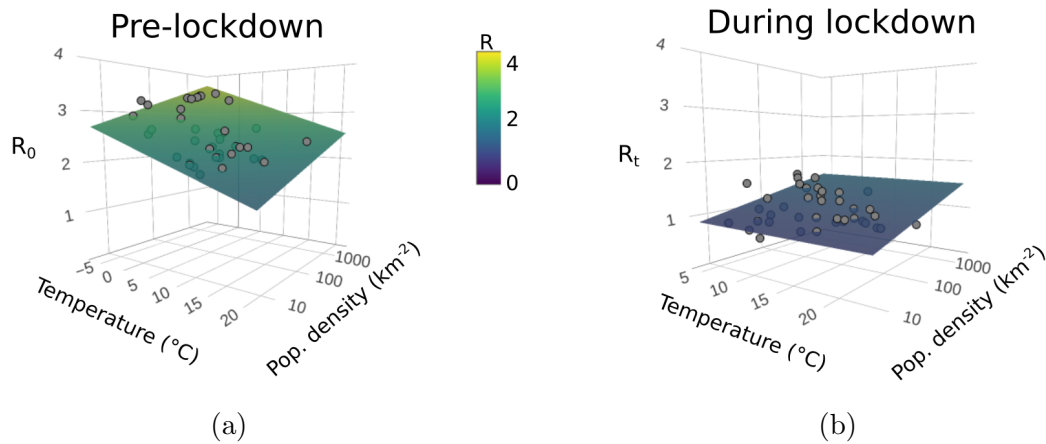 Pre-lockdown
4
3
2
1
R0
-5
0
5
10
15
20
10
100
1000
Temperature (°C)
Pop. density (km-2)
R
4
2
0
During lockdown
4
3
2
1
Rt
5
10
15
20
10
100
1000
Temperature (°C)
Pop. density (km-2)
(a)
(b)